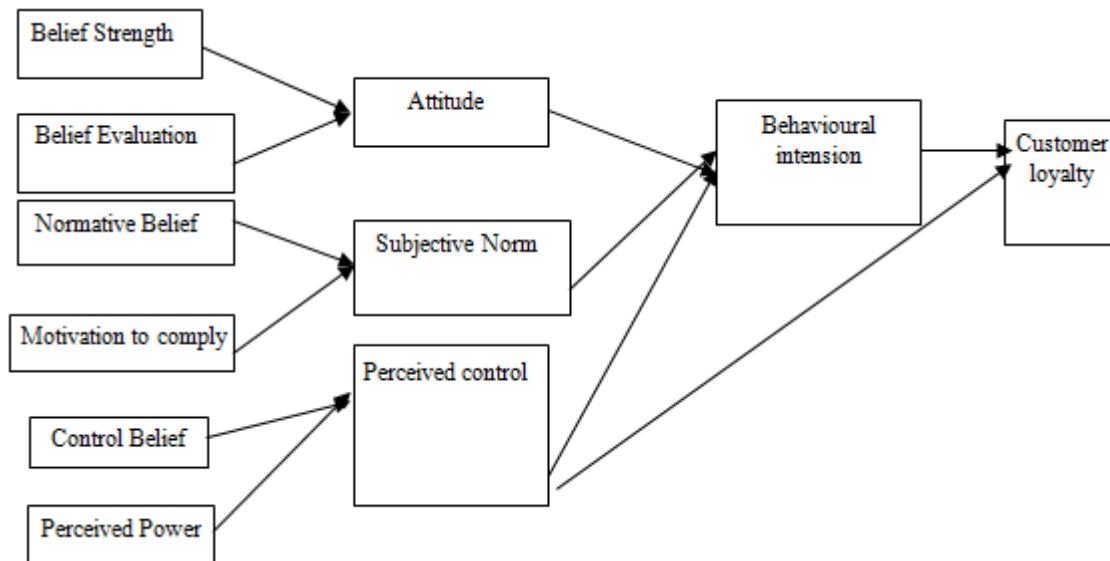 Belief Strength
Belief Evaluation
Normative Belief
Motivation to comply
Control Belief
Perceived Power
Attitude
Subjective Norm
Perceived control
Behavioural
intension
Customer
loyalty